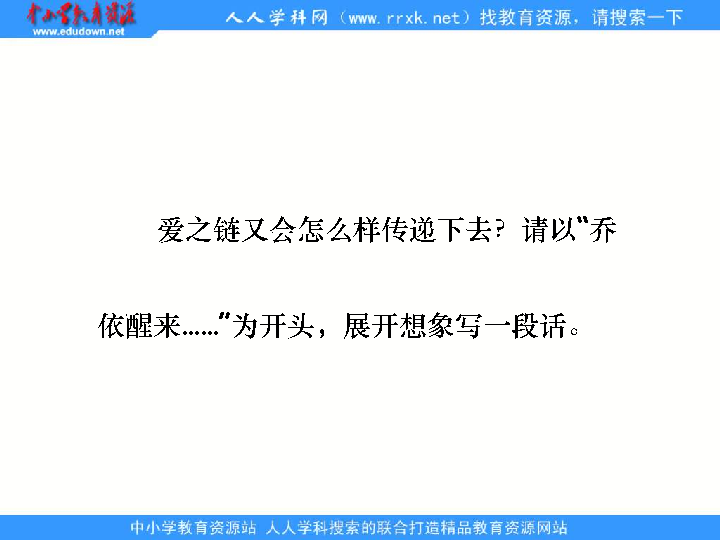 中小学教育资源
www.edudown.net
人人学科网（www.rrxk.net）找教育资源，请搜索一下
爱之链又会怎么样传递下去？请以“乔
依醒来……”为开头，展开想象写一段话。
中小学教育资源站 人人学科搜索的联合打造精品教育资源网站